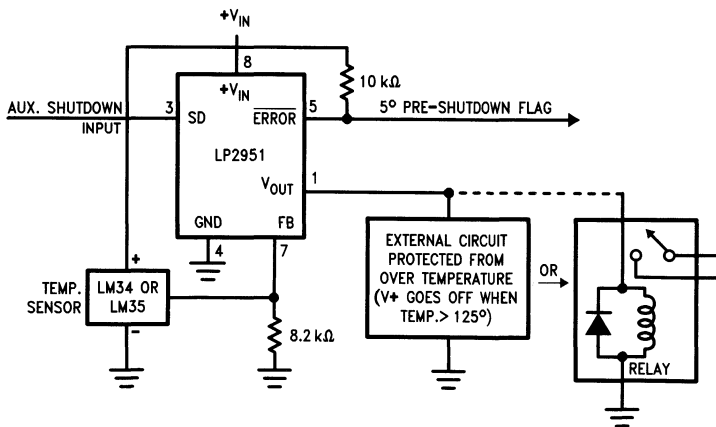 +VIN
8
+VIN
10 kΩ
AUX. SHUTDOWN
INPUT
3
SD
ERROR
5
5º PRE-SHUTDOWN FLAG
LP2951
VOUT
1
GND
FB
4
7
+
TEMP.
SENSOR
LM34 OR
LM35
−
8.2 kΩ
EXTERNAL CIRCUIT
PROTECTED FROM
OVER TEMPERATURE
(V+ GOES OFF WHEN
TEMP.> 125º)
OR
RELAY